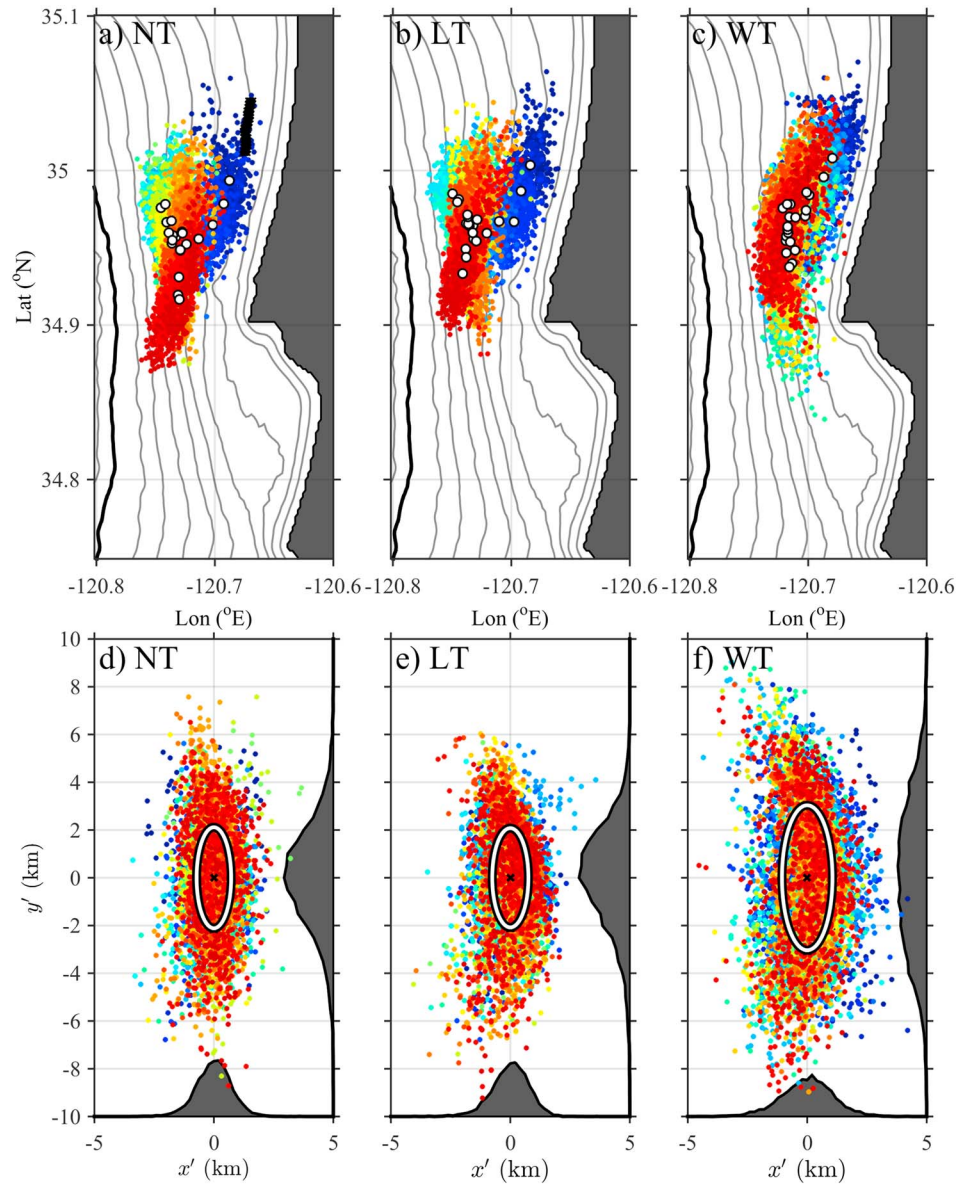 a) NT
b) LT
c) WT
35.1
35
34.9
34.8
Lat (°N)
-120.8 -120.7 -120.6
-120.8 -120.7 -120.6
-120.8 -120.7 -120.6
Lon (°E)
Lon (°E)
Lon (°E)
d) NT
e) LT
f) WT
10
8
6
4
2
0
-2
-4
-6
-8
-10
y′ (km)
-5 0 5
-5 0 5
-5 0 5
x′ (km)
x′ (km)
x′ (km)